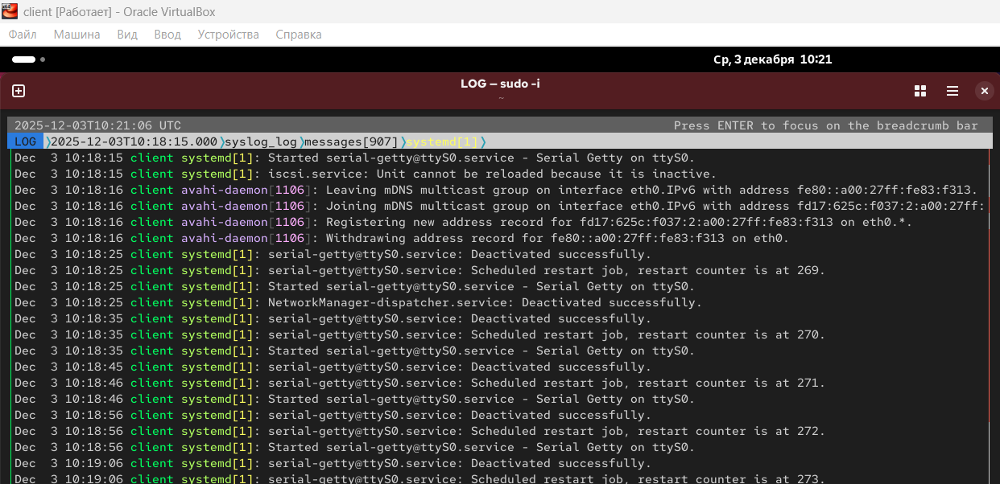 client [Работает] - Oracle VirtualBox
Файл Машина Вид Ввод Устройства Справка
Ср, 3 декабря 10:21
LOG — sudo -i
~
2025-12-03T10:21:06 UTC Press ENTER to focus on the breadcrumb bar
LOG ⟩2025-12-03T10:18:15.000⟩syslog_log⟩messages[907]⟩systemd[1]⟩
Dec  3 10:18:15 client systemd[1]: Started serial-getty@ttyS0.service - Serial Getty on ttyS0.
Dec  3 10:18:15 client systemd[1]: iscsi.service: Unit cannot be reloaded because it is inactive.
Dec  3 10:18:16 client avahi-daemon[1106]: Leaving mDNS multicast group on interface eth0.IPv6 with address fe80::a00:27ff:fe83:f313.
Dec  3 10:18:16 client avahi-daemon[1106]: Joining mDNS multicast group on interface eth0.IPv6 with address fd17:625c:f037:2:a00:27ff:
Dec  3 10:18:16 client avahi-daemon[1106]: Registering new address record for fd17:625c:f037:2:a00:27ff:fe83:f313 on eth0.*.
Dec  3 10:18:16 client avahi-daemon[1106]: Withdrawing address record for fe80::a00:27ff:fe83:f313 on eth0.
Dec  3 10:18:25 client systemd[1]: serial-getty@ttyS0.service: Deactivated successfully.
Dec  3 10:18:25 client systemd[1]: serial-getty@ttyS0.service: Scheduled restart job, restart counter is at 269.
Dec  3 10:18:25 client systemd[1]: Started serial-getty@ttyS0.service - Serial Getty on ttyS0.
Dec  3 10:18:25 client systemd[1]: NetworkManager-dispatcher.service: Deactivated successfully.
Dec  3 10:18:35 client systemd[1]: serial-getty@ttyS0.service: Deactivated successfully.
Dec  3 10:18:35 client systemd[1]: serial-getty@ttyS0.service: Scheduled restart job, restart counter is at 270.
Dec  3 10:18:35 client systemd[1]: Started serial-getty@ttyS0.service - Serial Getty on ttyS0.
Dec  3 10:18:45 client systemd[1]: serial-getty@ttyS0.service: Deactivated successfully.
Dec  3 10:18:46 client systemd[1]: serial-getty@ttyS0.service: Scheduled restart job, restart counter is at 271.
Dec  3 10:18:46 client systemd[1]: Started serial-getty@ttyS0.service - Serial Getty on ttyS0.
Dec  3 10:18:56 client systemd[1]: serial-getty@ttyS0.service: Deactivated successfully.
Dec  3 10:18:56 client systemd[1]: serial-getty@ttyS0.service: Scheduled restart job, restart counter is at 272.
Dec  3 10:18:56 client systemd[1]: Started serial-getty@ttyS0.service - Serial Getty on ttyS0.
Dec  3 10:19:06 client systemd[1]: serial-getty@ttyS0.service: Deactivated successfully.
Dec  3 10:19:06 client systemd[1]: serial-getty@ttyS0.service: Scheduled restart job, restart counter is at 273.